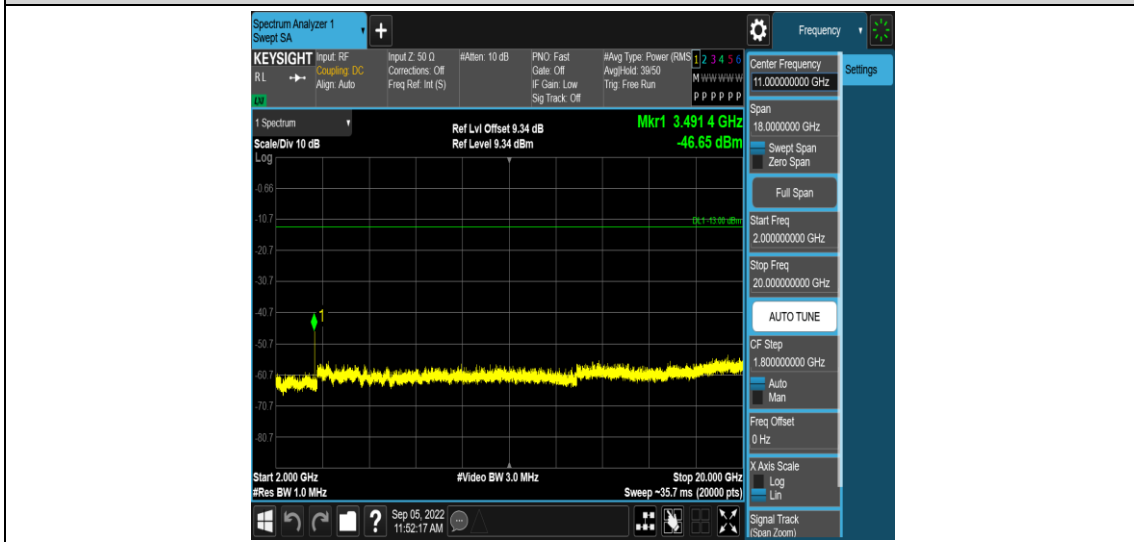 Spectrum Analyzer 1
Swept SA
+
Frequency
KEYSIGHT
RL
Input: RF
Coupling: DC
Align: Auto
Input Z: 50 Ω
Corrections: Off
Freq Ref: Int (S)
#Atten: 10 dB
PNO: Fast
Gate: Off
IF Gain: Low
Sig Track: Off
#Avg Type: Power (RMS
Avg|Hold: 39/50
Trig: Free Run
1 2 3 4 5 6
M W W W W W
P P P P P P
1 Spectrum
Scale/Div 10 dB
Log
Ref Lvl Offset 9.34 dB
Ref Level 9.34 dBm
Mkr1 3.491 4 GHz
-46.65 dBm
-0.66
-10.7
DL1 -13.00 dBm
-20.7
-30.7
-40.7
1
-50.7
-60.7
-70.7
-80.7
Start 2.000 GHz
#Res BW 1.0 MHz
#Video BW 3.0 MHz
Stop 20.000 GHz
Sweep ~35.7 ms (20000 pts)
?
Sep 05, 2022
11:52:17 AM
Center Frequency
11.000000000 GHz
Settings
Span
18.0000000 GHz
Swept Span
Zero Span
Full Span
Start Freq
2.000000000 GHz
Stop Freq
20.000000000 GHz
AUTO TUNE
CF Step
1.800000000 GHz
Auto
Man
Freq Offset
0 Hz
X Axis Scale
Log
Lin
Signal Track
(Span Zoom)